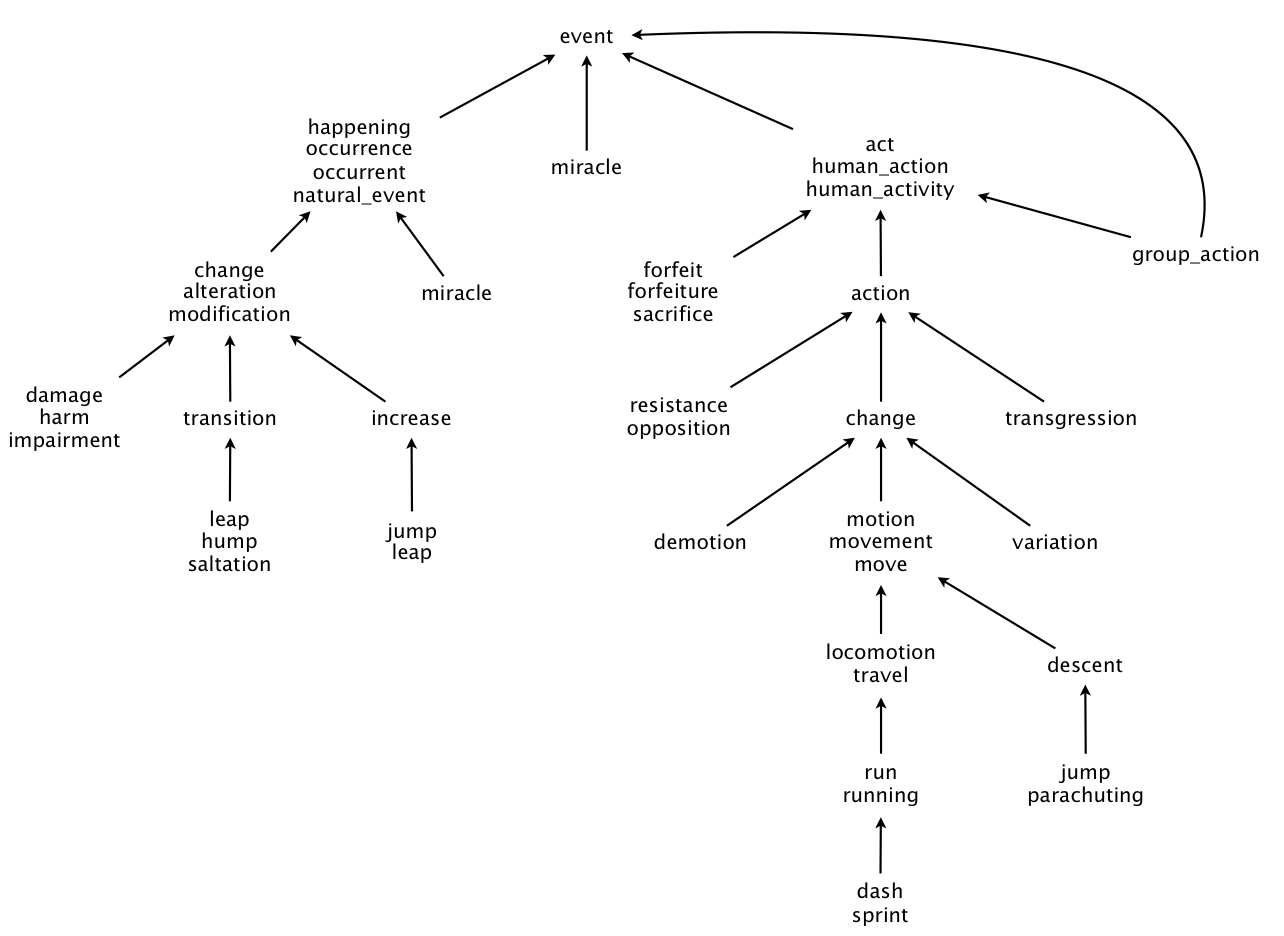 event
happening
occurrence
occurrent
natural_event
miracle
act
human_action
human_activity
group_action
change
alteration
modification
miracle
forfeit
forfeiture
sacrifice
action
damage
harm
impairment
transition
increase
resistance
opposition
change
transgression
leap
hump
saltation
jump
leap
demotion
motion
movement
move
variation
locomotion
travel
descent
run
running
jump
parachuting
dash
sprint